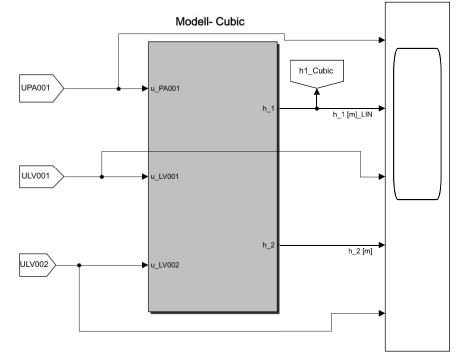 Modell- Cubic
h1_Cubic
UPA001
u_PA001
h_1
h_1 [m]_LIN
ULV001
u_LV001
h_2
h_2 [m]
ULV002
u_LV002